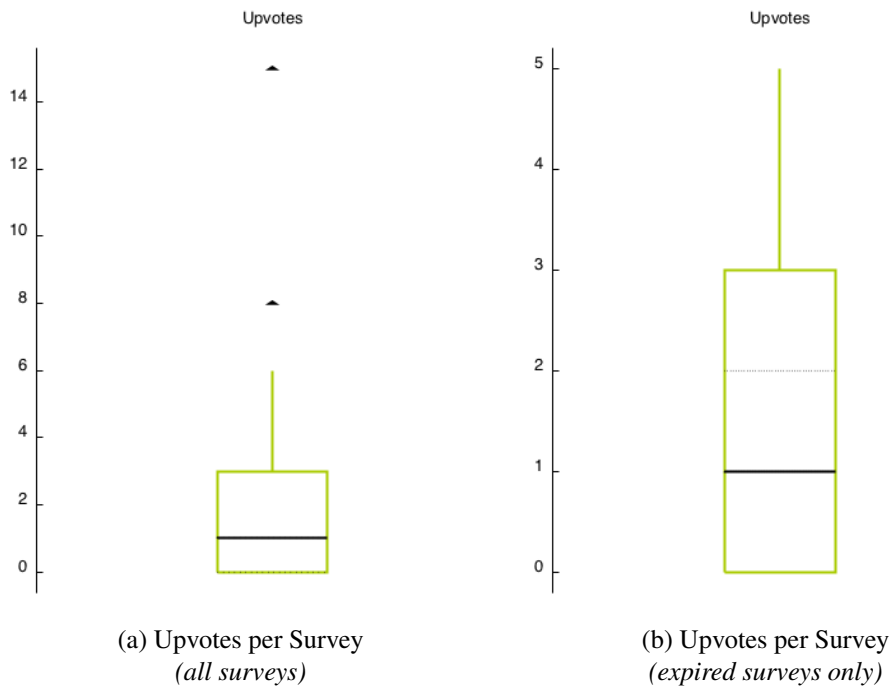 Upvotes
14
12
10
8
6
4
2
0
(a) Upvotes per Survey
(all surveys)
Upvotes
5
4
3
2
1
0
(b) Upvotes per Survey
(expired surveys only)